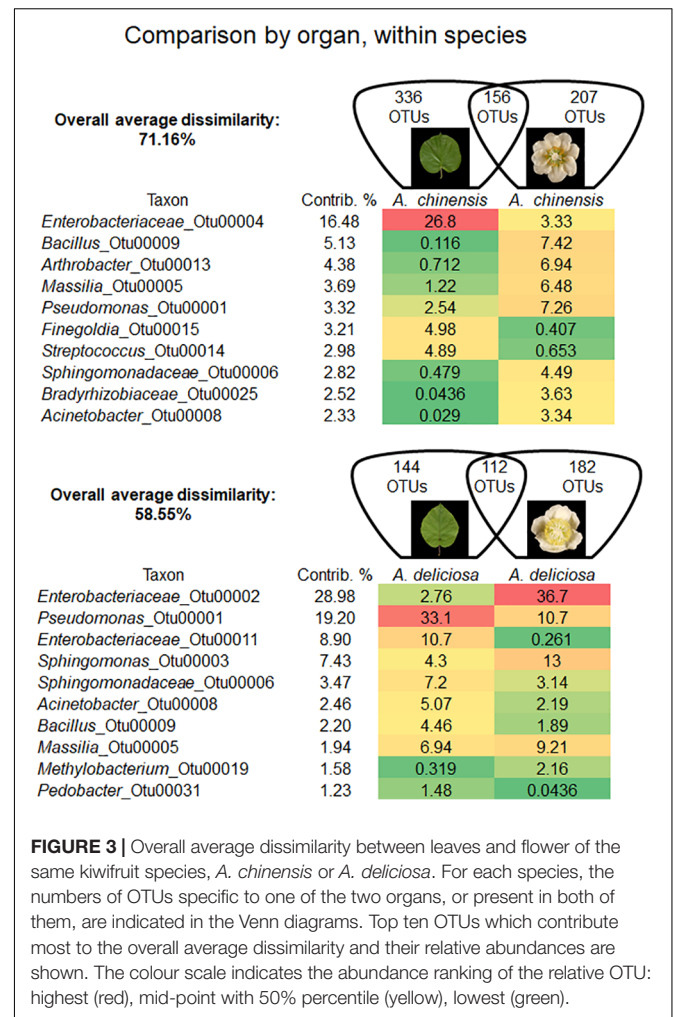 Comparison by organ, within species
336 156 207
OTUs OTUs OTUs
Overall average dissimilarity:
71.16%
Taxon Contrib. % A. chinensis A. chinensis
Enterobacteriaceae_Otu00004 16.48 26.8 3.33
Bacillus_Otu00009 5.13 0.116 7.42
Arthrobacter_Otu00013 4.38 0.712 6.94
Massilia_Otu00005 3.69 1.22 6.48
Pseudomonas_Otu00001 3.32 2.54 7.26
Finegoldia_Otu00015 3.21 4.98 0.407
Streptococcus_Otu00014 2.98 4.89 0.653
Sphingomonadaceae_Otu00006 2.82 0.479 4.49
Bradyrhizobiaceae_Otu00025 2.52 0.0436 3.63
Acinetobacter_Otu00008 2.33 0.029 3.34
144 112 182
OTUs OTUs OTUs
Overall average dissimilarity:
58.55%
Taxon Contrib. % A. deliciosa A. deliciosa
Enterobacteriaceae_Otu00002 28.98 2.76 36.7
Pseudomonas_Otu00001 19.20 33.1 10.7
Enterobacteriaceae_Otu00011 8.90 10.7 0.261
Sphingomonas_Otu00003 7.43 4.3 13
Sphingomonadaceae_Otu00006 3.47 7.2 3.14
Acinetobacter_Otu00008 2.46 5.07 2.19
Bacillus_Otu00009 2.20 4.46 1.89
Massilia_Otu00005 1.94 6.94 9.21
Methylobacterium_Otu00019 1.58 0.319 2.16
Pedobacter_Otu00031 1.23 1.48 0.0436
FIGURE 3 | Overall average dissimilarity between leaves and flower of the
same kiwifruit species, A. chinensis or A. deliciosa. For each species, the
numbers of OTUs specific to one of the two organs, or present in both of
them, are indicated in the Venn diagrams. Top ten OTUs which contribute
most to the overall average dissimilarity and their relative abundances are
shown. The colour scale indicates the abundance ranking of the relative OTU:
highest (red), mid-point with 50% percentile (yellow), lowest (green).